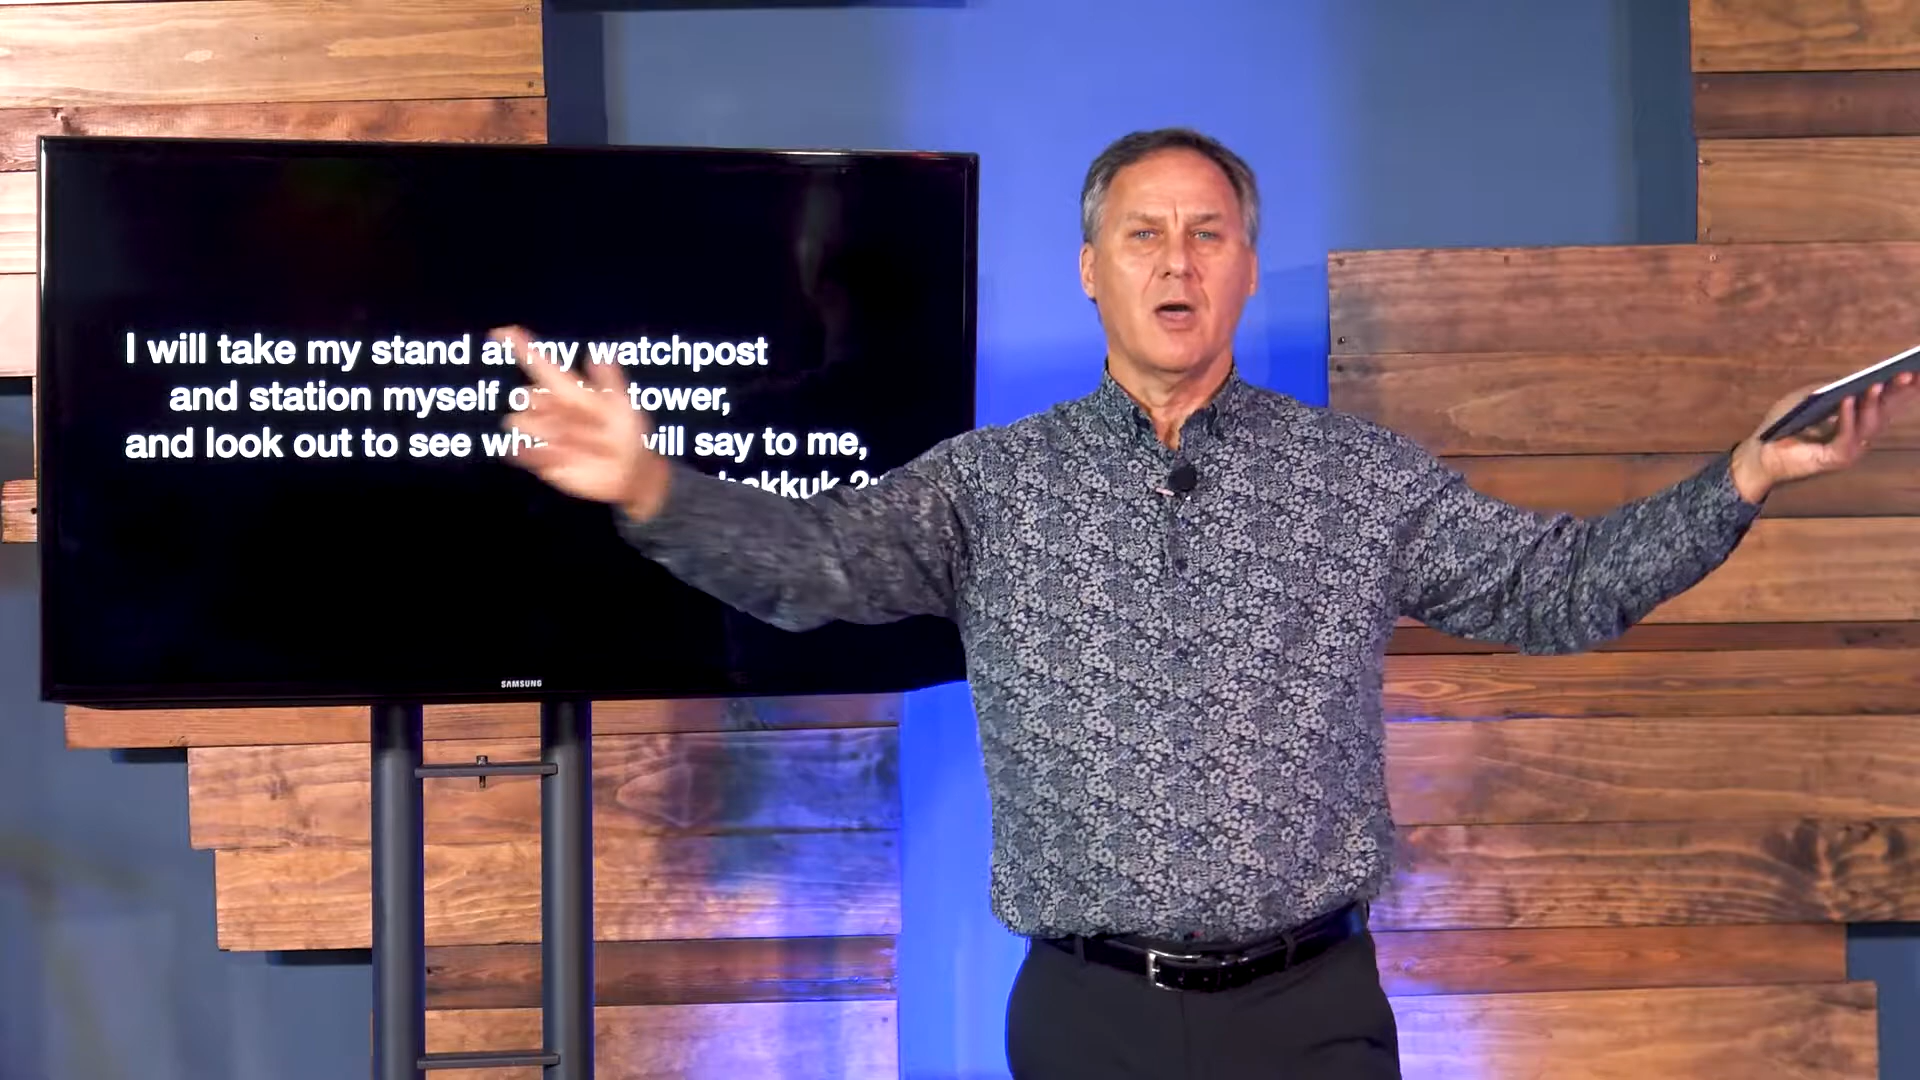 I will take my stand at my watchpost
and station myself tower,
and look out to see will say to me,
SAMSUNG